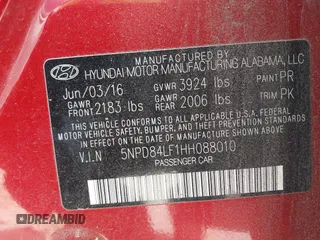 HYUNDAI MOTOR MANUFACTURING ALABAMA, LLC
Jun/03/16 GVWR 3924 lbs PAINT PR
GAWR FRONT 2183 lbs GAWR REAR 2006 lbs TRIM PK
THIS VEHICLE CONFORMS TO ALL APPLICABLE U.S. FEDERAL
MOTOR VEHICLE SAFETY, BUMPER, AND THEFT PREVENTION
STANDARDS IN EFFECT ON THE DATE OF MANUFACTURE SHOWN ABOVE.
V.I.N 5NPD84LF1HH088010
PASSENGER CAR
DREAMBID